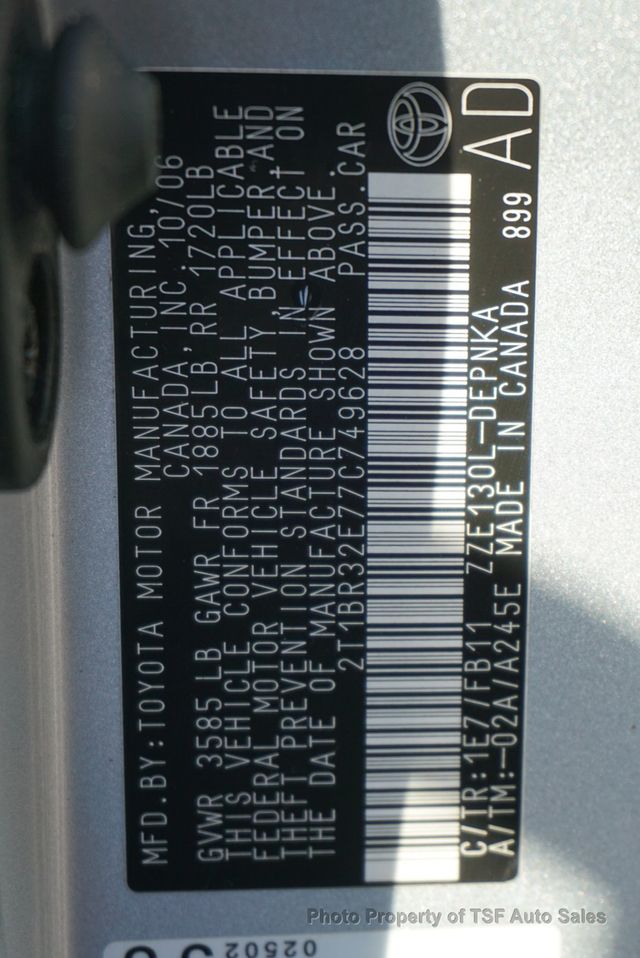 MFD. BY: TOYOTA MOTOR MANUFACTURING,
CANADA, INC. 10/06
GVWR 3585 LB GAWR FR 1885LB, RR 1720LB
THIS VEHICLE CONFORMS TO ALL APPLICABLE
FEDERAL MOTOR VEHICLE SAFETY, BUMPER, AND
THEFT PREVENTION STANDARDS IN EFFECT ON
THE DATE OF MANUFACTURE SHOWN ABOVE.
2T1BR32E77C749628 PASS. CAR
C/TR: 1E7/FB11 ZZE130L-DEPNKA
A/TM: -02A/A245E MADE IN CANADA 899
AD
Photo Property of TSF Auto Sales
02502